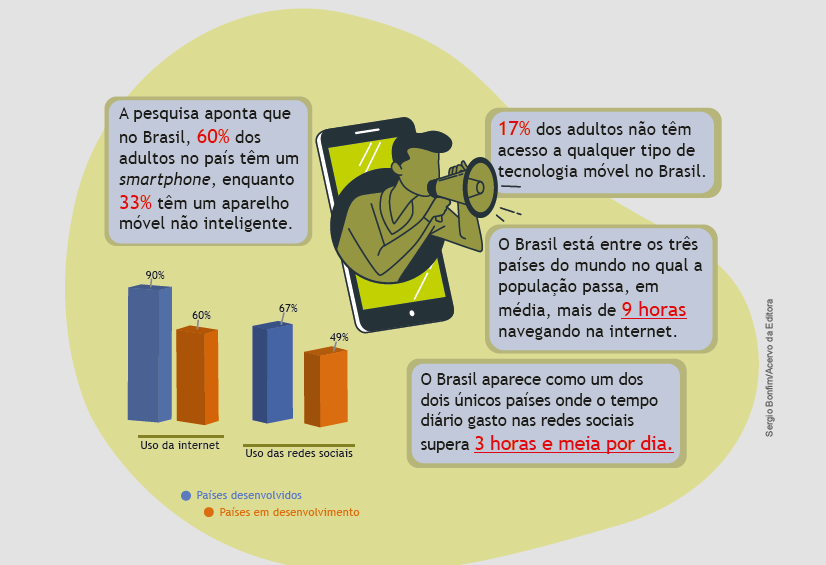 A pesquisa aponta que
no Brasil, 60% dos
adultos no país têm um
smartphone, enquanto
33% têm um aparelho
móvel não inteligente.
17% dos adultos não têm
acesso a qualquer tipo de
tecnologia móvel no Brasil.
O Brasil está entre os três
países do mundo no qual a
população passa, em
média, mais de 9 horas
navegando na internet.
O Brasil aparece como um dos
dois únicos países onde o tempo
diário gasto nas redes sociais
supera 3 horas e meia por dia.
90%
60%
67%
49%
Uso da internet
Uso das redes sociais
Países desenvolvidos
Países em desenvolvimento
Sergio Bonfim/Acervo da Editora